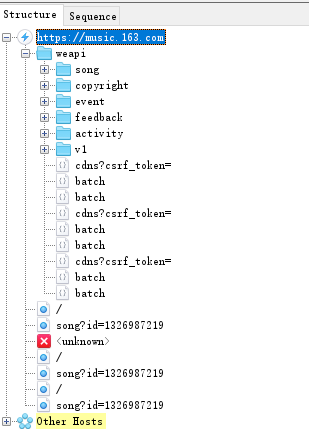 Structure Sequence
https://music.163.com
weapi
song
copyright
event
feedback
activity
v1
cdns?csrf_token=
batch
batch
cdns?csrf_token=
batch
batch
cdns?csrf_token=
batch
batch
/
song?id=1326987219
<unknown>
/
song?id=1326987219
/
song?id=1326987219
Other Hosts